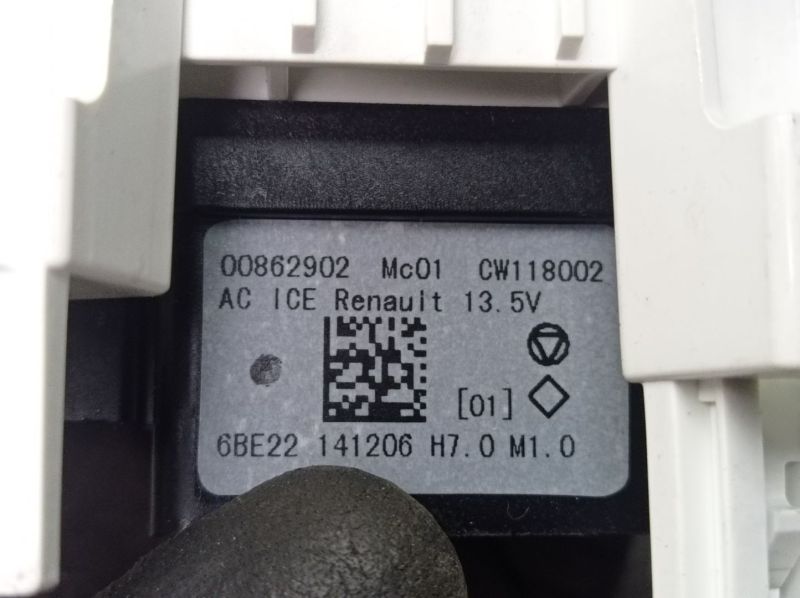 00862902 Mc01 CW118002
AC ICE Renault 13.5V
[01]
6BE22 141206 H7.0 M1.0